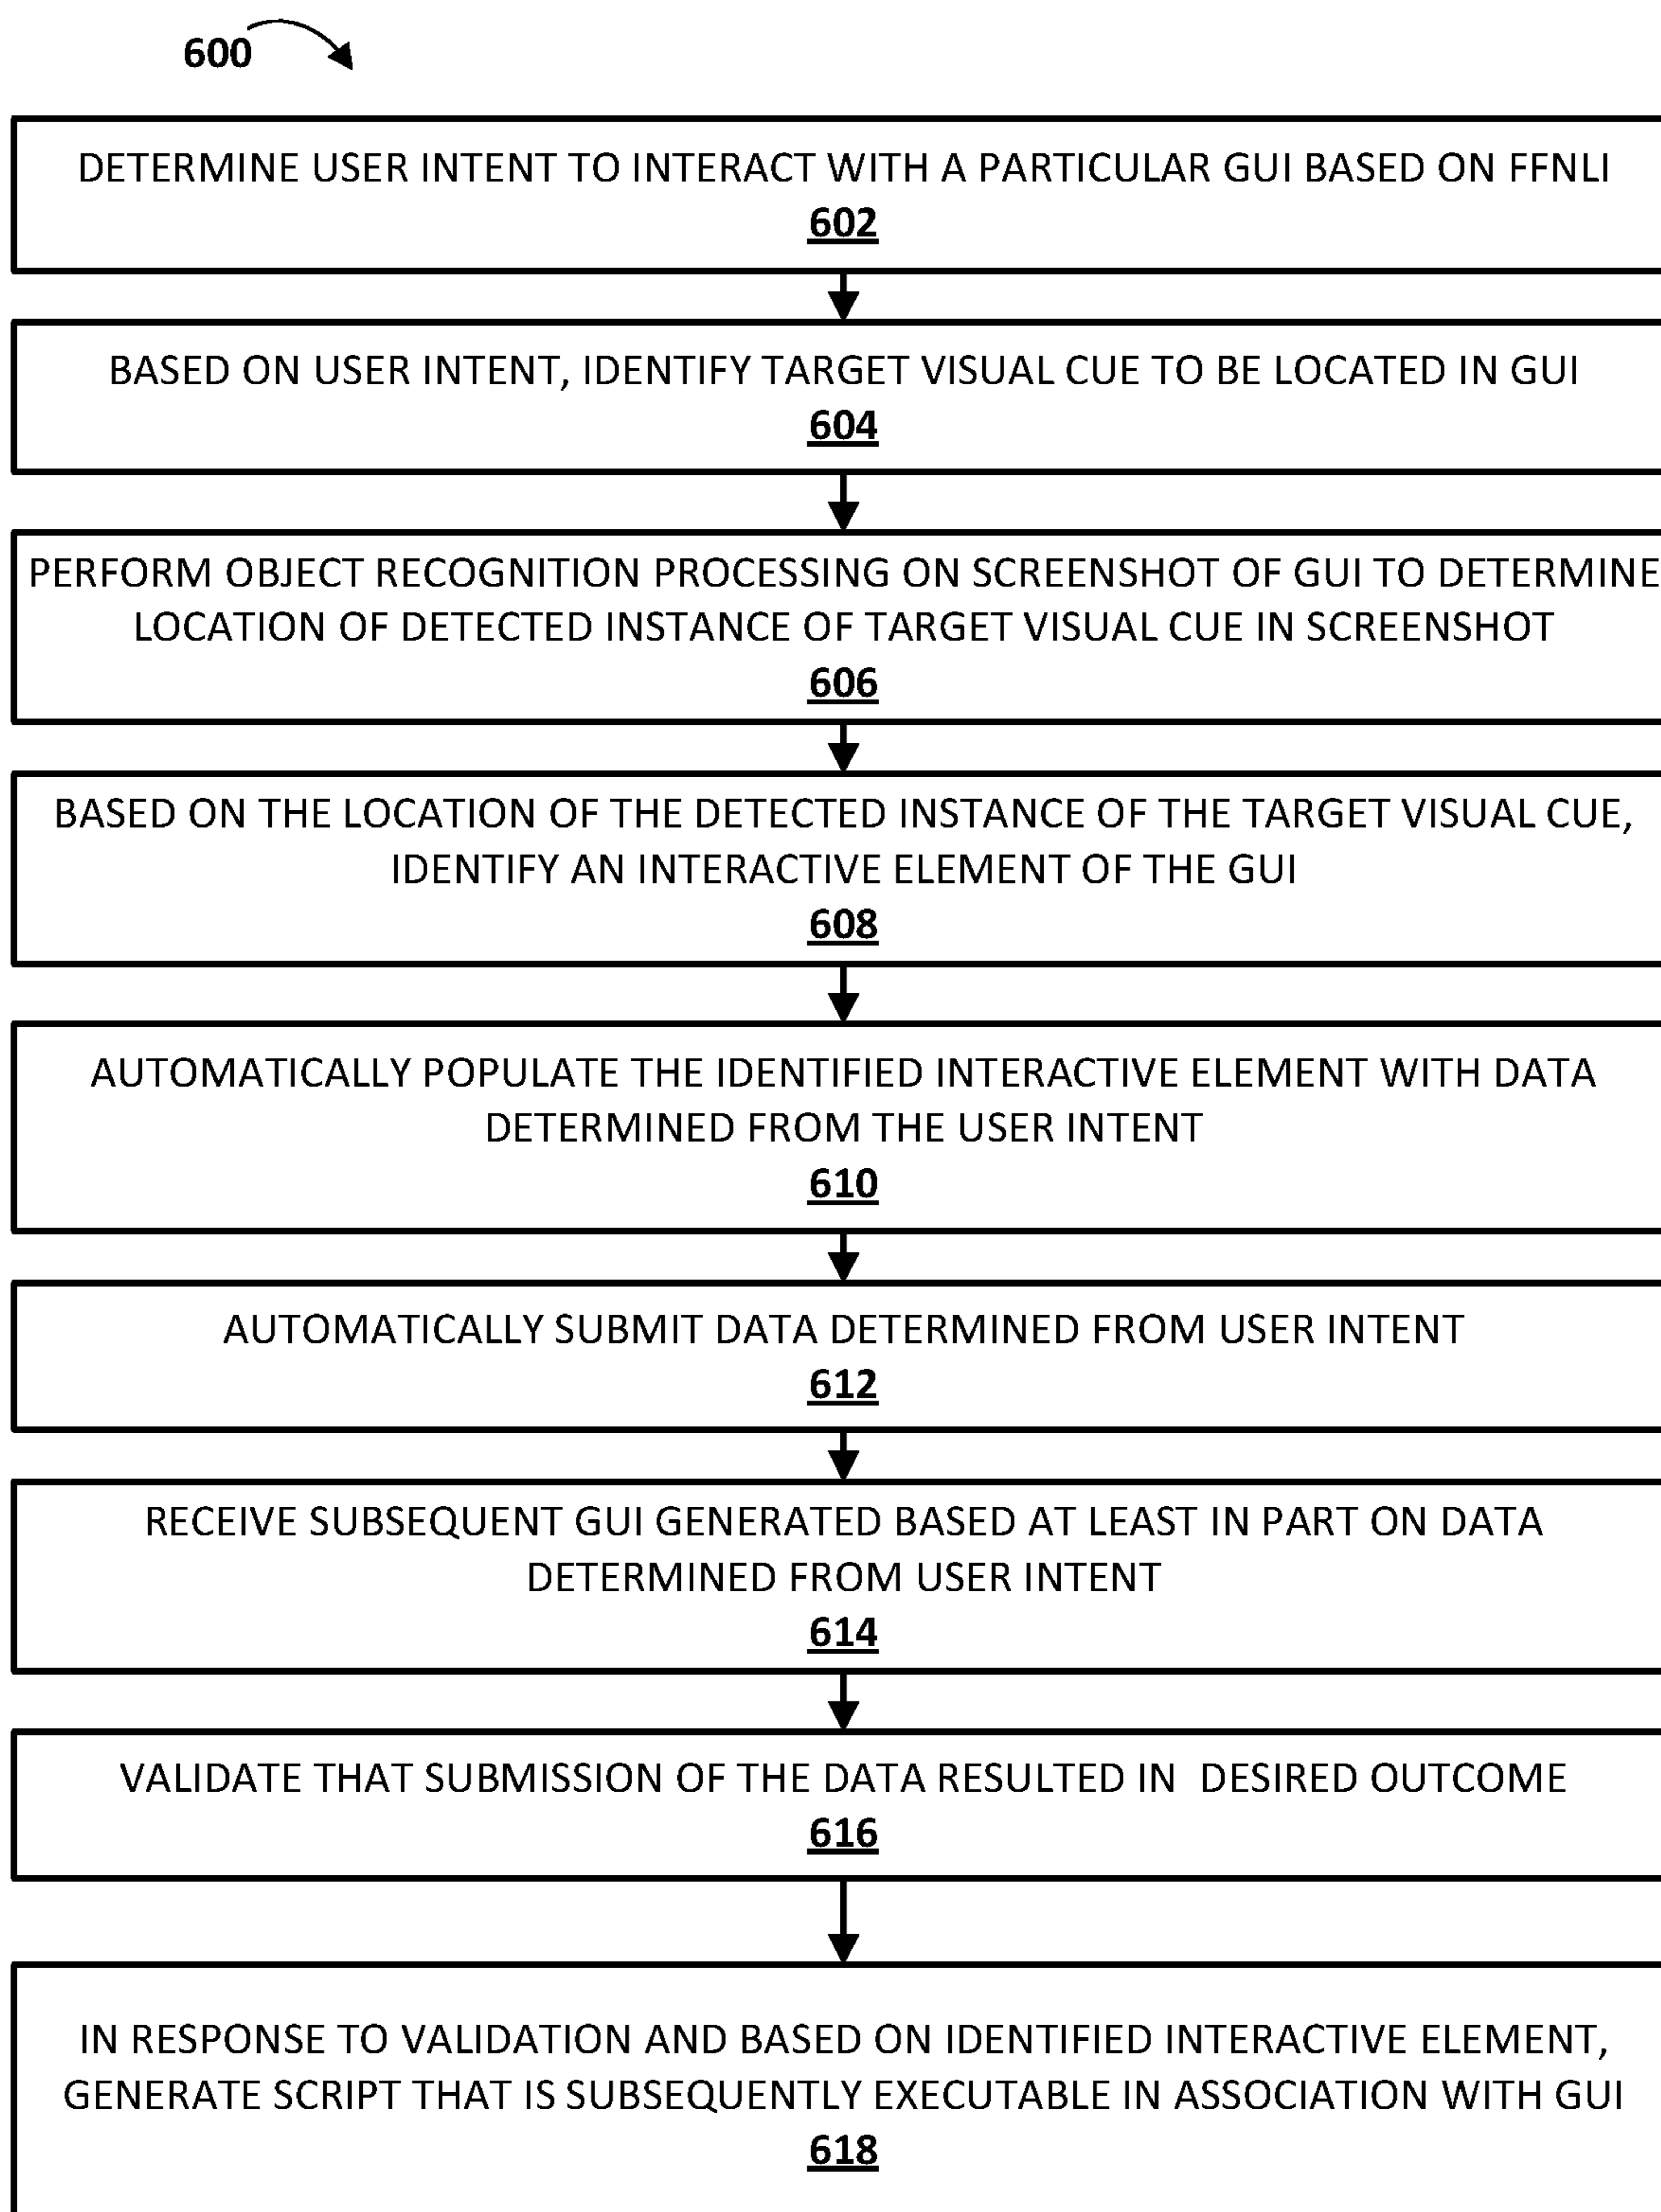 600
DETERMINE USER INTENT TO INTERACT WITH A PARTICULAR GUI BASED ON FFNLI
602
BASED ON USER INTENT, IDENTIFY TARGET VISUAL CUE TO BE LOCATED IN GUI
604
PERFORM OBJECT RECOGNITION PROCESSING ON SCREENSHOT OF GUI TO DETERMINE
LOCATION OF DETECTED INSTANCE OF TARGET VISUAL CUE IN SCREENSHOT
606
BASED ON THE LOCATION OF THE DETECTED INSTANCE OF THE TARGET VISUAL CUE,
IDENTIFY AN INTERACTIVE ELEMENT OF THE GUI
608
AUTOMATICALLY POPULATE THE IDENTIFIED INTERACTIVE ELEMENT WITH DATA
DETERMINED FROM THE USER INTENT
610
AUTOMATICALLY SUBMIT DATA DETERMINED FROM USER INTENT
612
RECEIVE SUBSEQUENT GUI GENERATED BASED AT LEAST IN PART ON DATA
DETERMINED FROM USER INTENT
614
VALIDATE THAT SUBMISSION OF THE DATA RESULTED IN DESIRED OUTCOME
616
IN RESPONSE TO VALIDATION AND BASED ON IDENTIFIED INTERACTIVE ELEMENT,
GENERATE SCRIPT THAT IS SUBSEQUENTLY EXECUTABLE IN ASSOCIATION WITH GUI
618